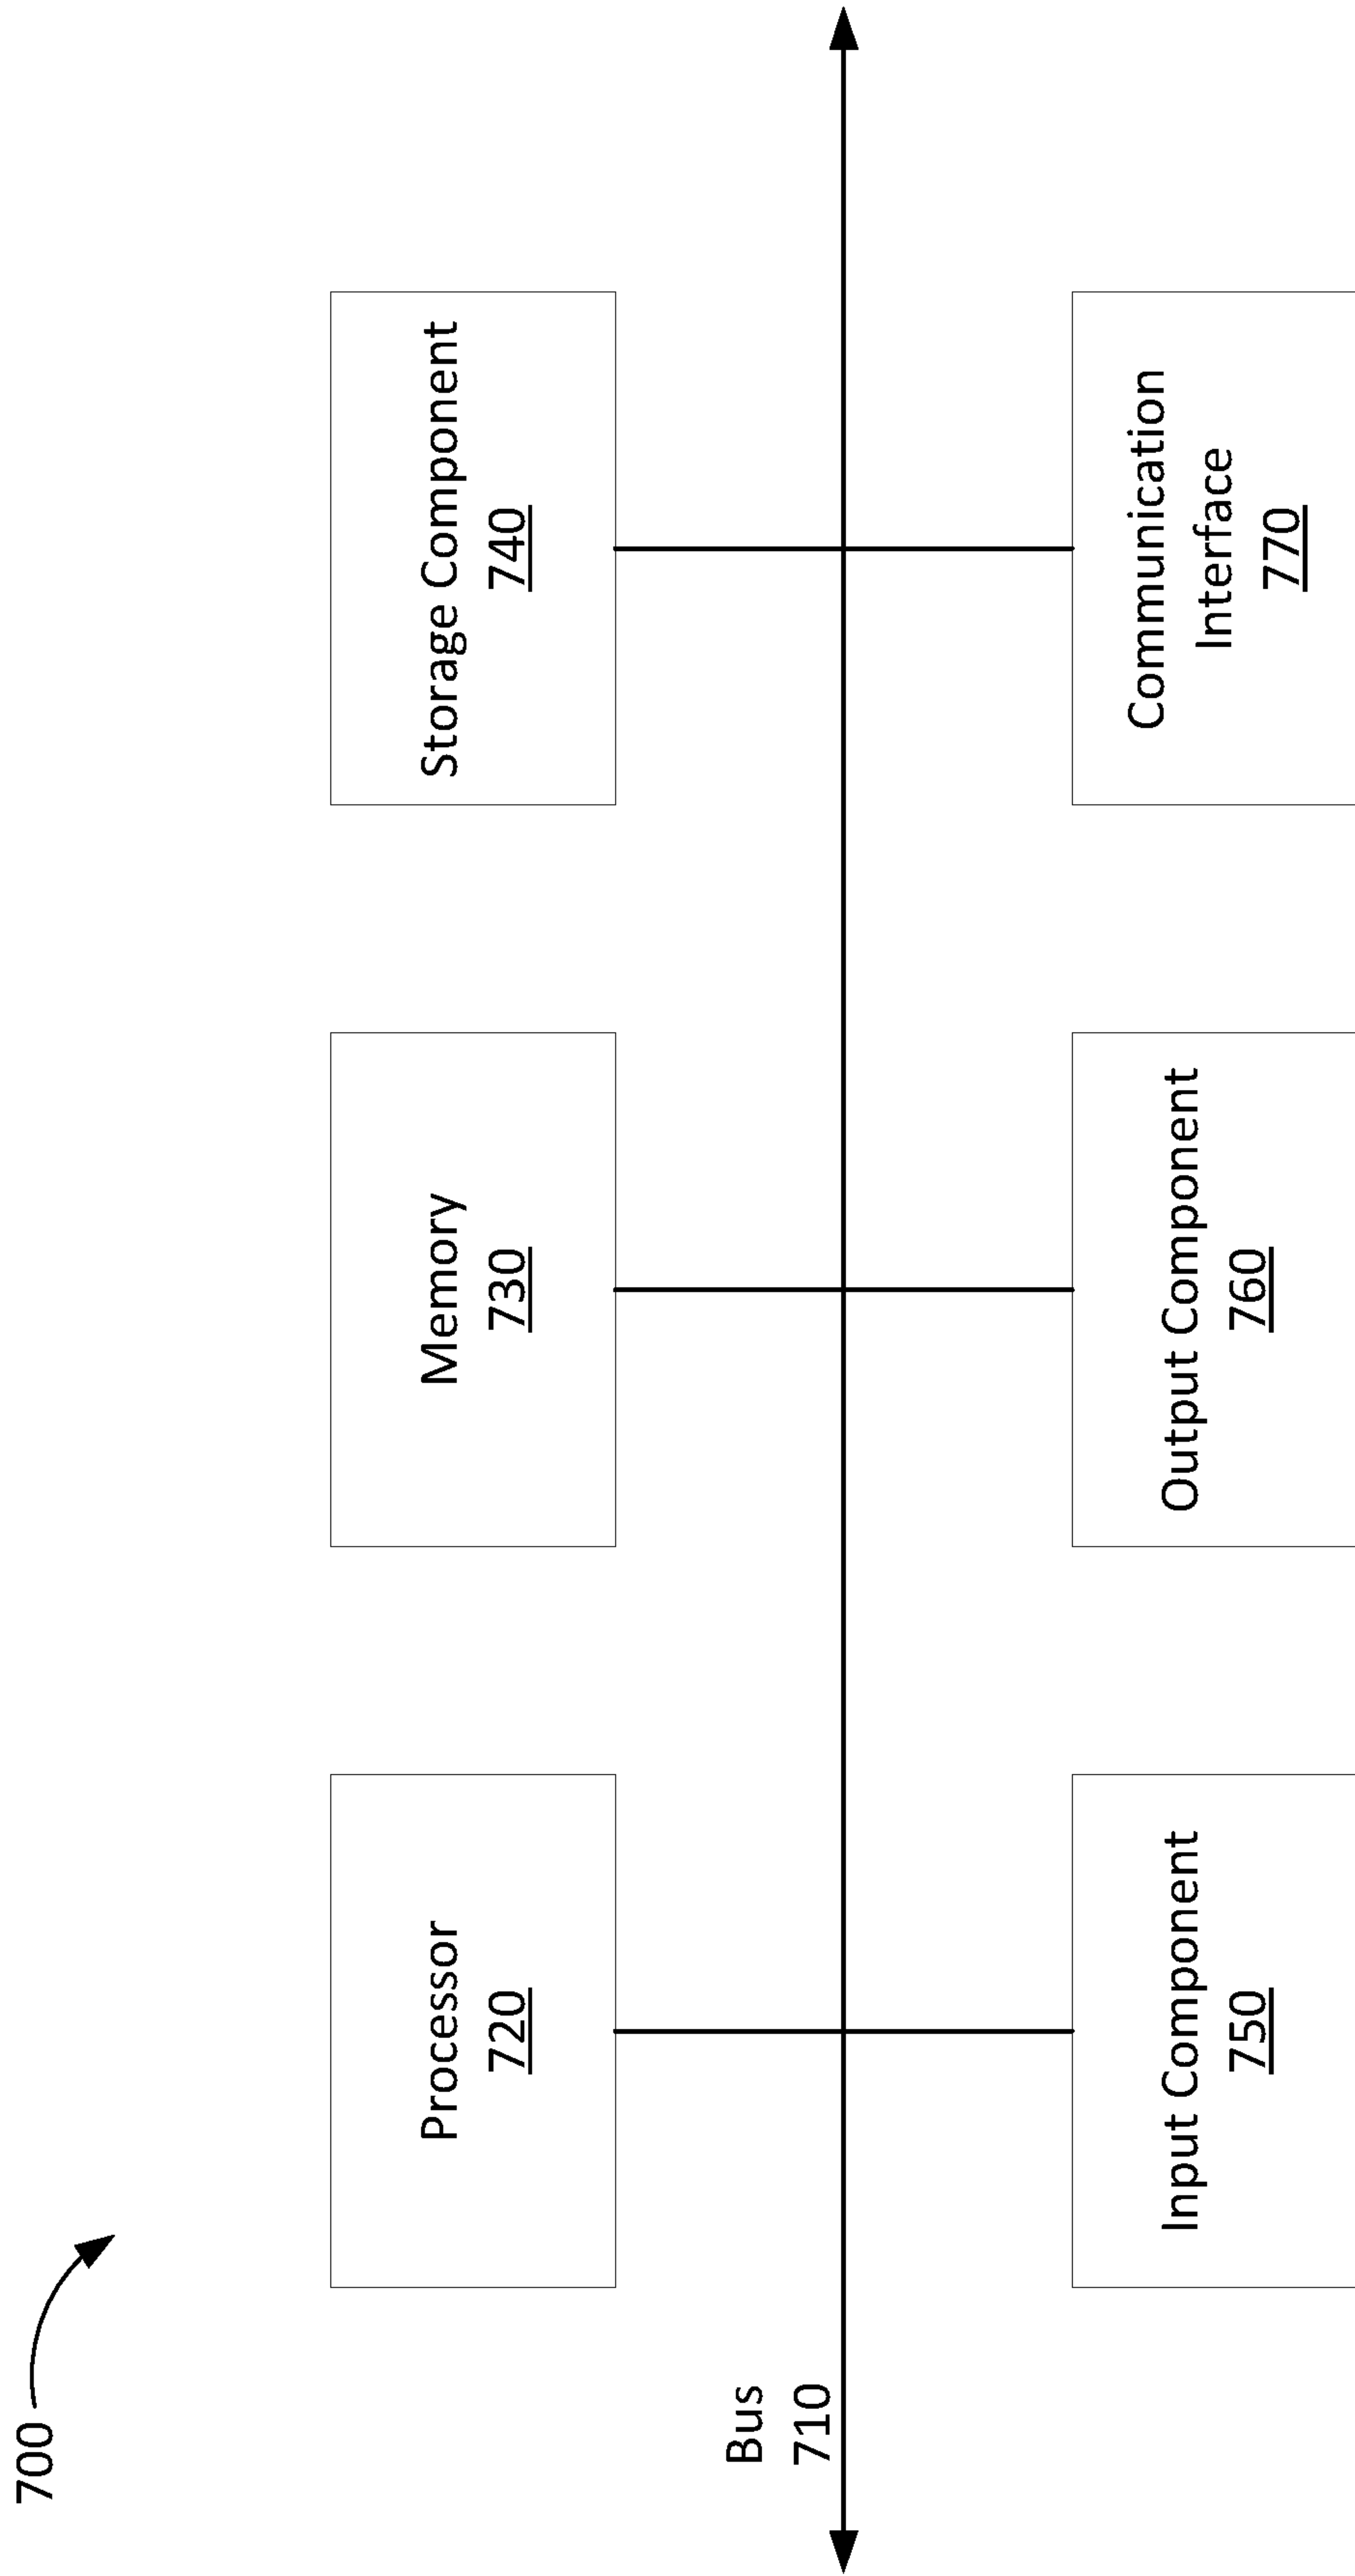 700
Processor
720
Memory
730
Storage Component
740
Bus
710
Input Component
750
Output Component
760
Communication
Interface
770